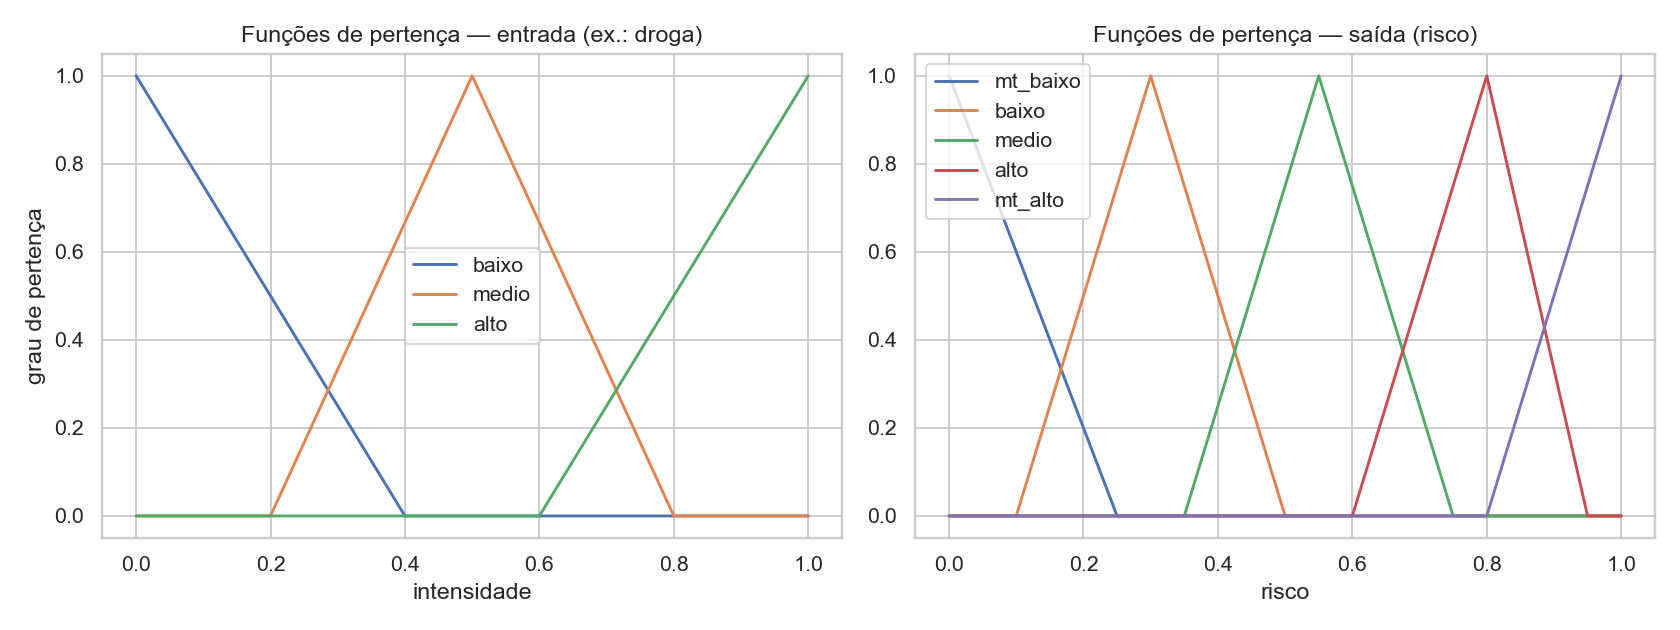 Funções de pertença — entrada (ex.: droga)
grau de pertença
1.0
0.8
0.6
0.4
0.2
0.0
baixo
medio
alto
0.0 0.2 0.4 0.6 0.8 1.0
intensidade
Funções de pertença — saída (risco)
1.0
0.8
0.6
0.4
0.2
0.0
mt_baixo
baixo
medio
alto
mt_alto
0.0 0.2 0.4 0.6 0.8 1.0
risco